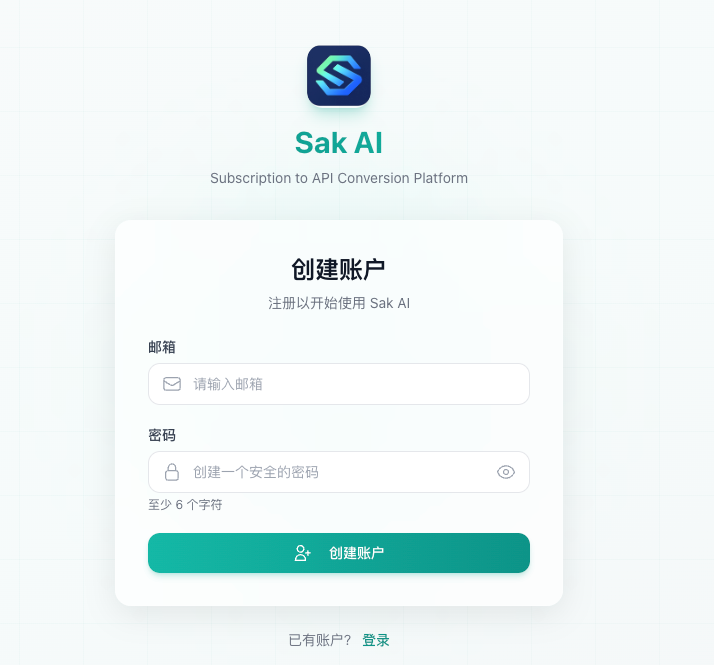 Sak AI
Subscription to API Conversion Platform
创建账户
注册以开始使用 Sak AI
邮箱
请输入邮箱
密码
创建一个安全的密码
至少 6 个字符
创建账户
已有账户？ 登录